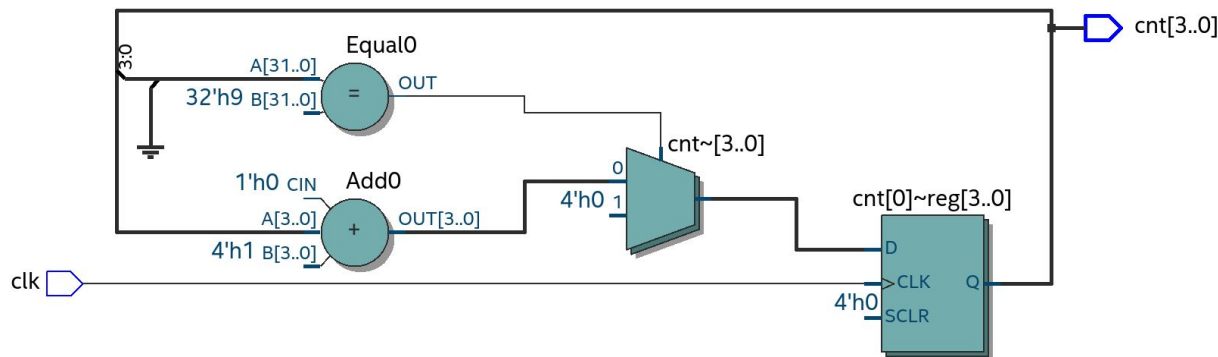 3:0
Equal0
A[31..0]
32'h9 B[31..0]
=
OUT
cnt[3..0]
cnt~[3..0]
0
4'h0 1
1'h0 CIN
Add0
A[3..0]
4'h1 B[3..0]
+
OUT[3..0]
cnt[0]~reg[3..0]
D
clk
CLK
Q
4'h0
SCLR